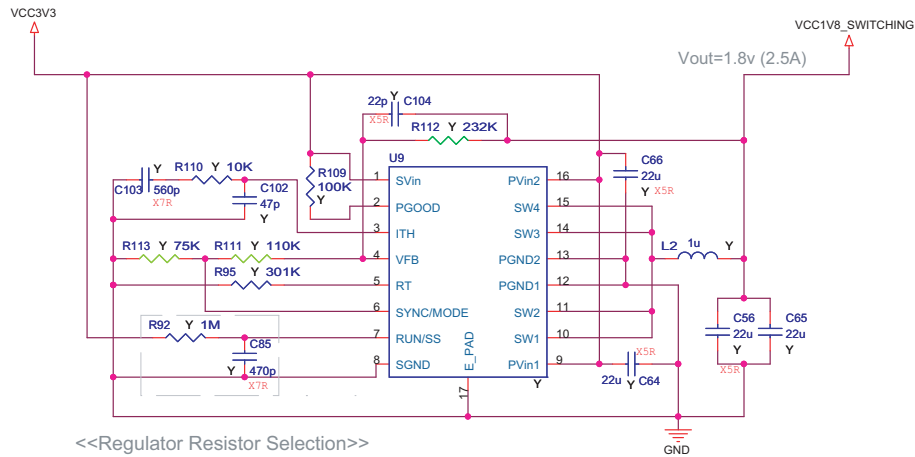 VCC3V3
VCC1V8_SWITCHING
Vout=1.8v (2.5A)
22p Y C104
X5R
R112 Y 232K
U9
C66
22u
Y X5R
Y
C103 560p
X7R
R110 Y 10K
C102
47p
Y
R109
100K
Y
1 SVin
2 PGOOD
3 ITH
4 VFB
5 RT
6 SYNC/MODE
7 RUN/SS
8 SGND
E_PAD
17
PVin2 16
SW4 15
SW3 14
PGND2 13
PGND1 12
SW2 11
SW1 10
PVin1 9
Y
R113 Y 75K
R111 Y 110K
R95 Y 301K
L2 1u Y
R92 Y 1M
C85
Y 470p
X7R
C56
22u
Y
X5R
C65
22u
Y
X5R
22u Y C64
GND
<<Regulator Resistor Selection>>